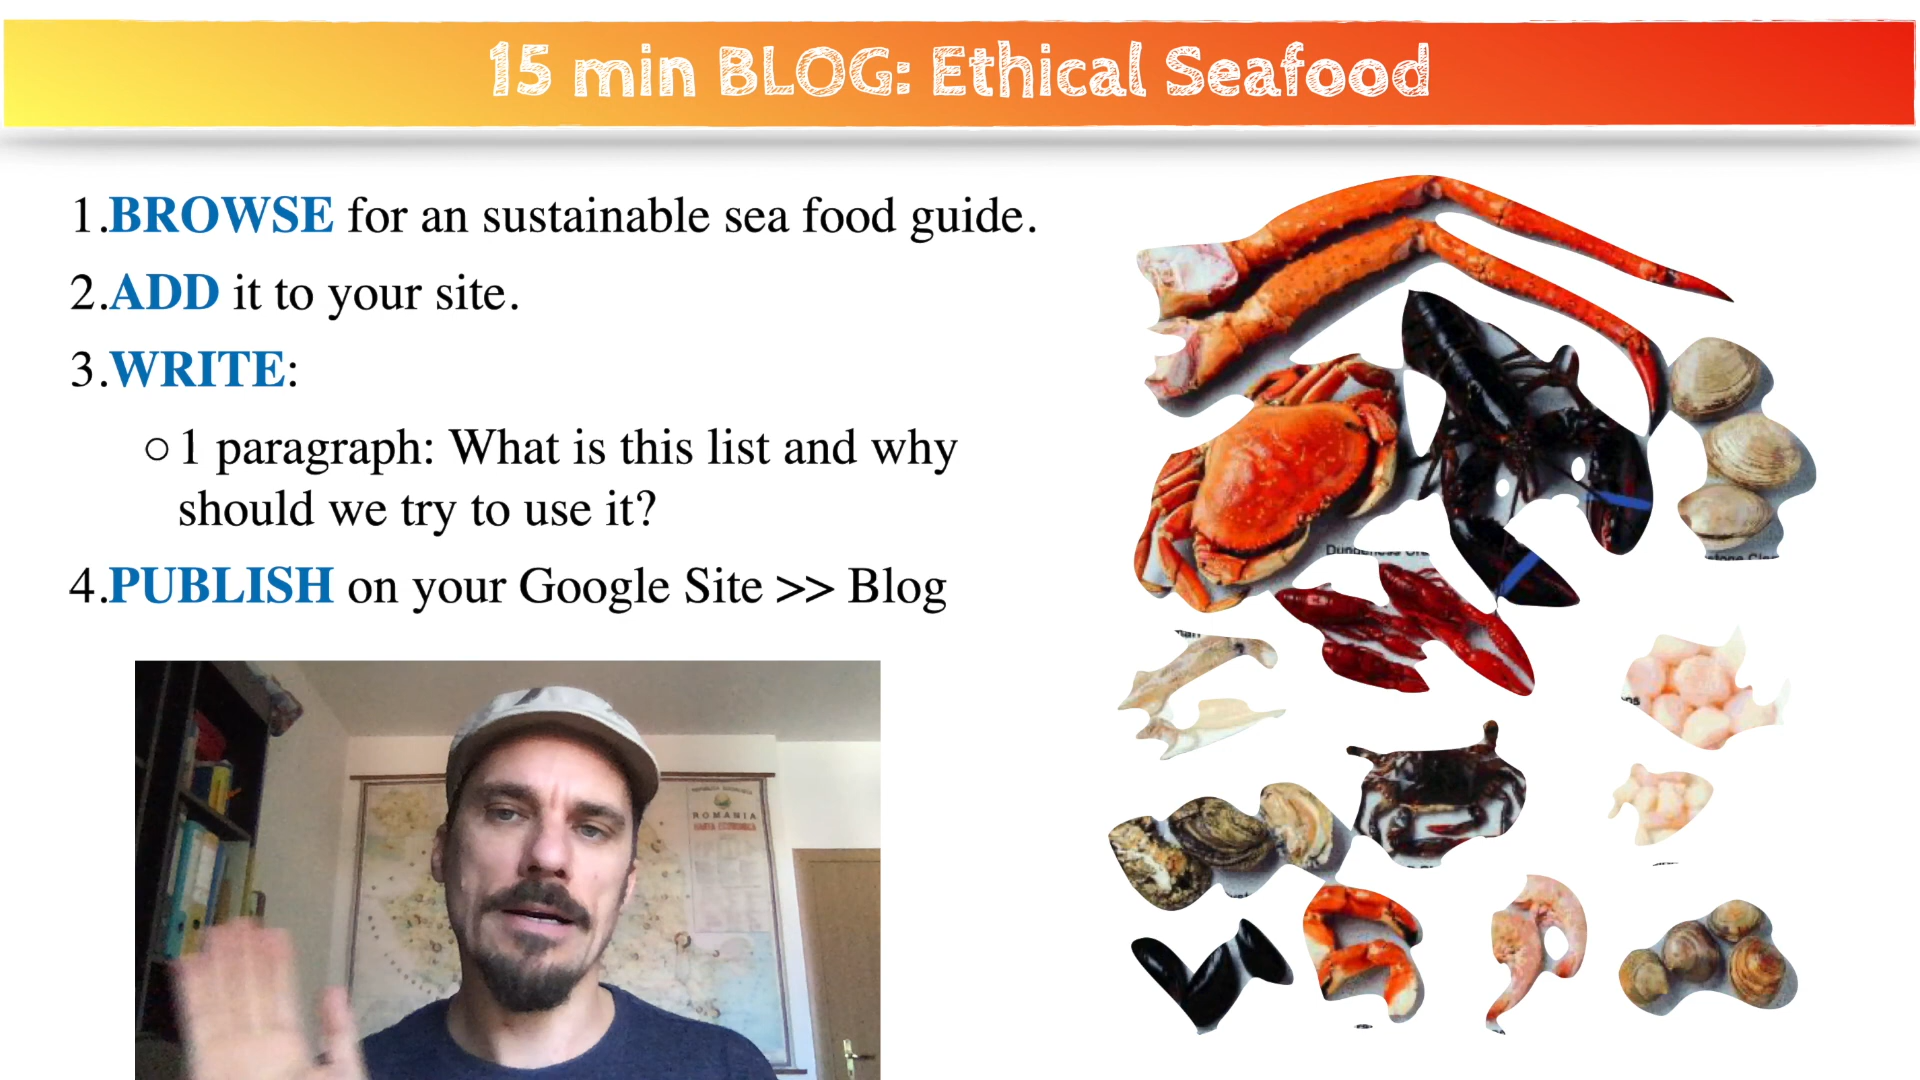 15 min BLOG: Ethical Seafood
1.BROWSE for an sustainable sea food guide.
2.ADD it to your site.
3.WRITE:
○ 1 paragraph: What is this list and why
should we try to use it?
4.PUBLISH on your Google Site >> Blog
ROMANIA